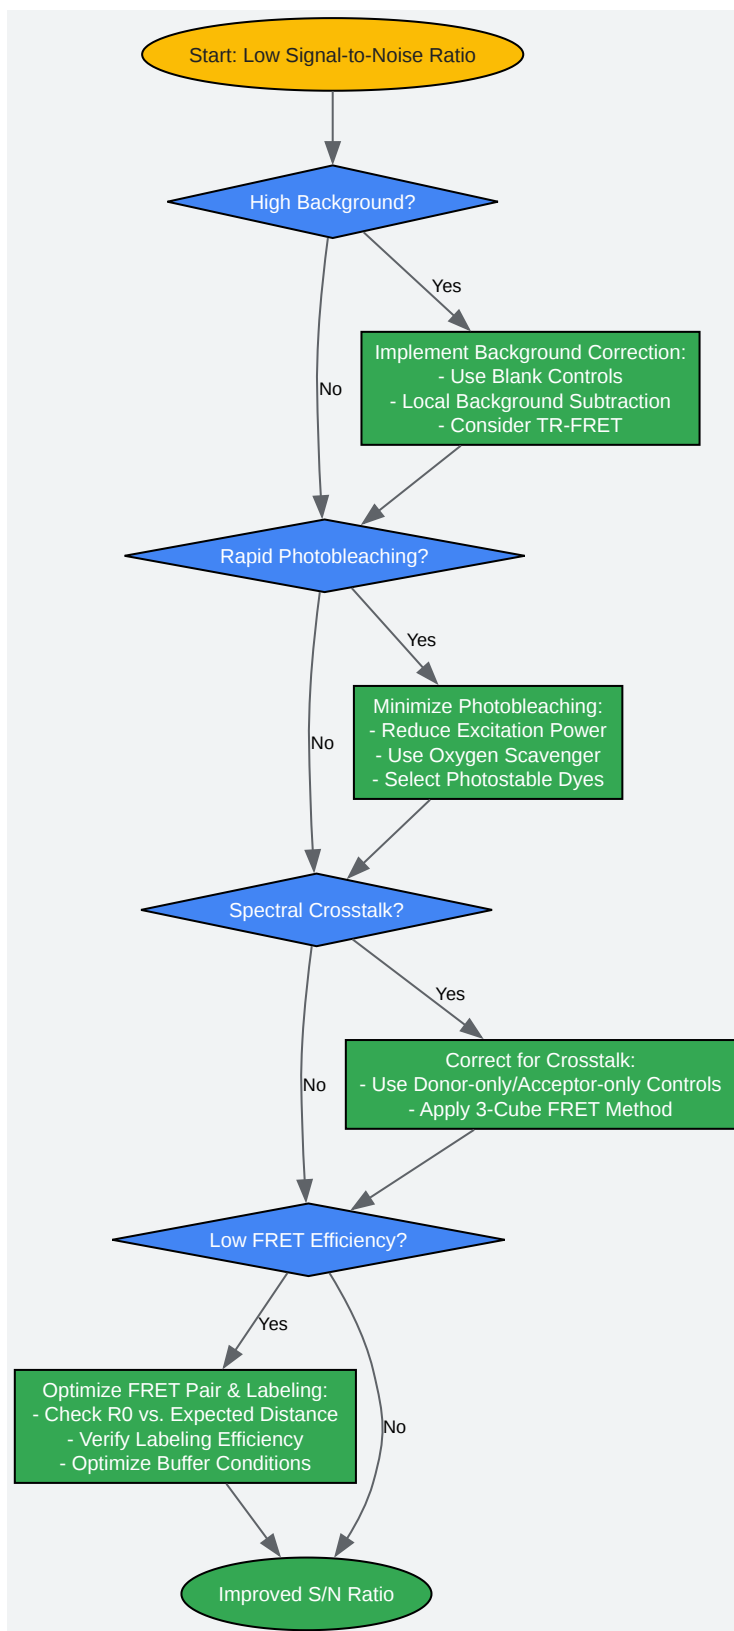 Start: Low Signal-to-Noise Ratio
High Background?
Yes
Implement Background Correction:
- Use Blank Controls
- Local Background Subtraction
- Consider TR-FRET
No
Rapid Photobleaching?
Yes
Minimize Photobleaching:
- Reduce Excitation Power
- Use Oxygen Scavenger
- Select Photostable Dyes
No
Spectral Crosstalk?
Yes
Correct for Crosstalk:
- Use Donor-only/Acceptor-only Controls
- Apply 3-Cube FRET Method
No
Low FRET Efficiency?
Yes
Optimize FRET Pair & Labeling:
- Check R0 vs. Expected Distance
- Verify Labeling Efficiency
- Optimize Buffer Conditions
No
Improved S/N Ratio